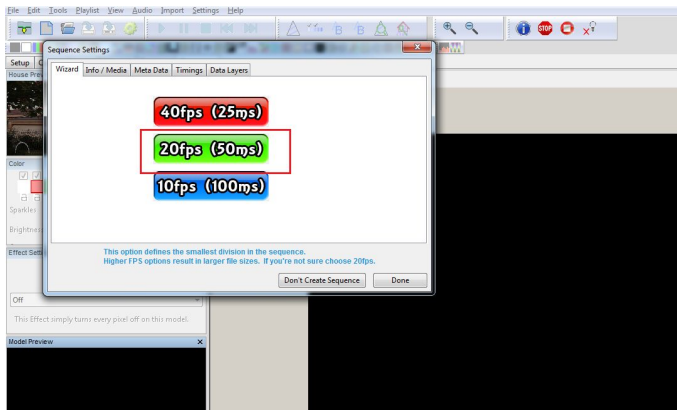 File Edit Tools Playlist View Audio Import Settings Help
STOP
Sequence Settings
Setup
Wizard Info / Media Meta Data Timings Data Layers
House Prev
40fps (25ms)
20fps (50ms)
Color
10fps (100ms)
Sparkles
Brightnes
This option defines the smallest division in the sequence.
Effect Setti
Higher FPS options result in larger file sizes. If you're not sure choose 20fps.
Don't Create Sequence Done
Off
This Effect simply turns every pixel off on this model.
Model Preview